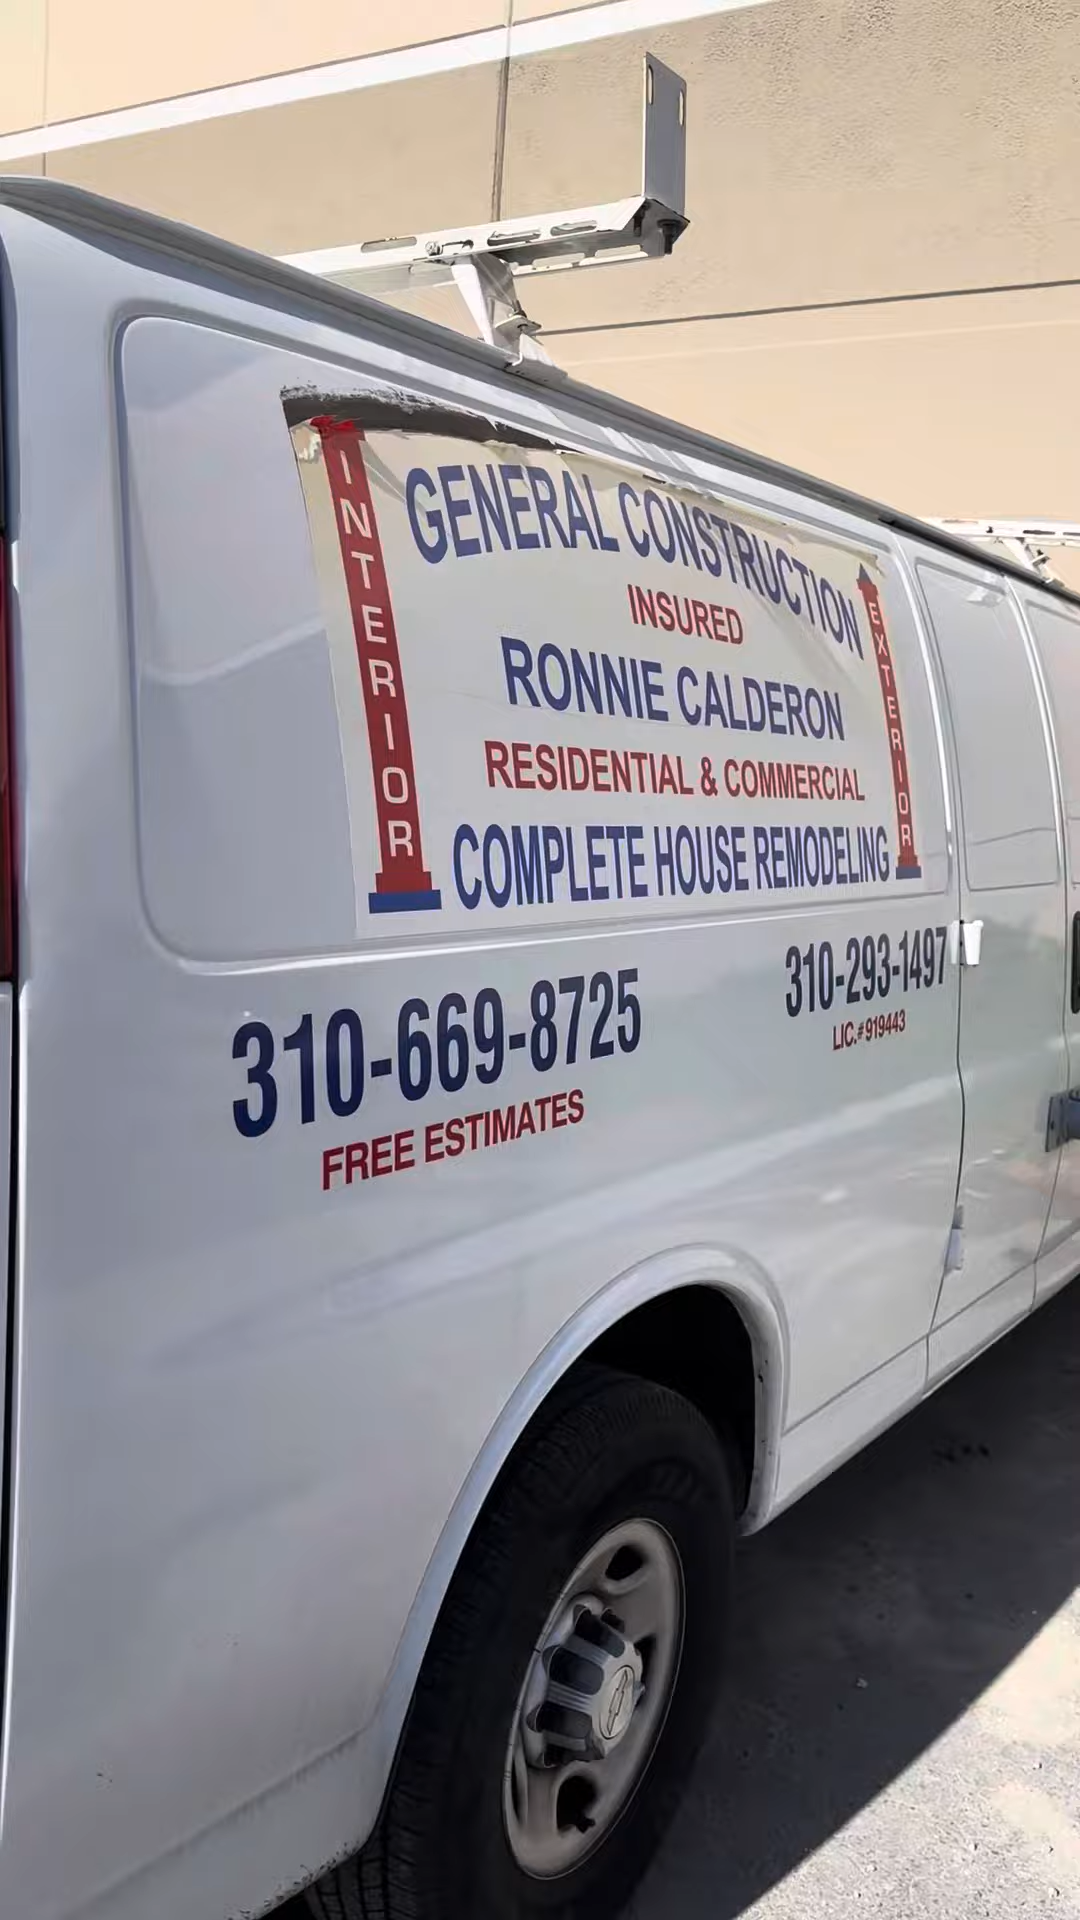 GENERAL CONSTRUCTION
INSURED
RONNIE CALDERON
RESIDENTIAL & COMMERCIAL
COMPLETE HOUSE REMODELING
INTERIOR
EXTERIOR
310-669-8725
FREE ESTIMATES
310-293-1497
LIC.#919443